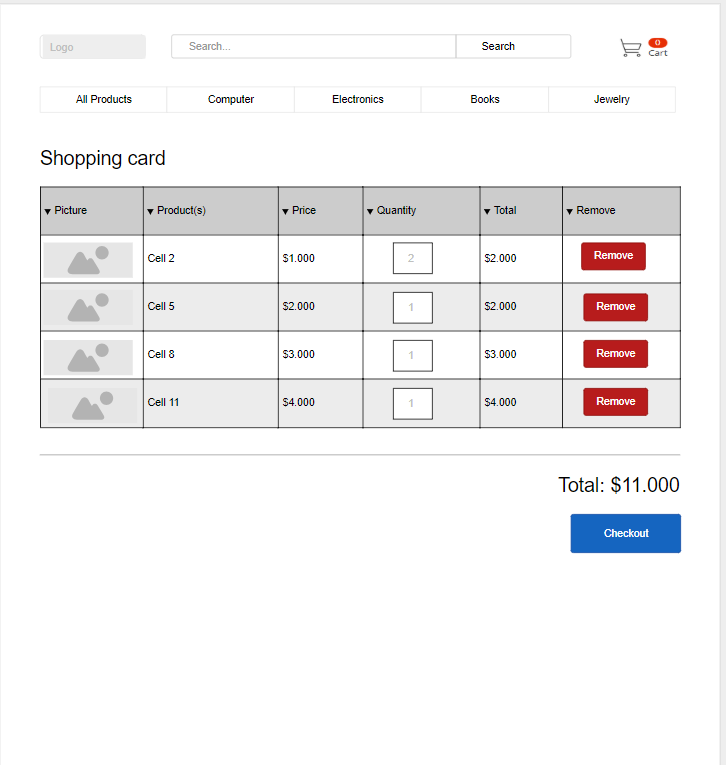 Logo
Search...
Search
0
Cart
All Products Computer Electronics Books Jewelry
Shopping card
Picture Product(s) Price Quantity Total Remove
Cell 2 $1.000 2 $2.000 Remove
Cell 5 $2.000 1 $2.000 Remove
Cell 8 $3.000 1 $3.000 Remove
Cell 11 $4.000 1 $4.000 Remove
Total: $11.000
Checkout